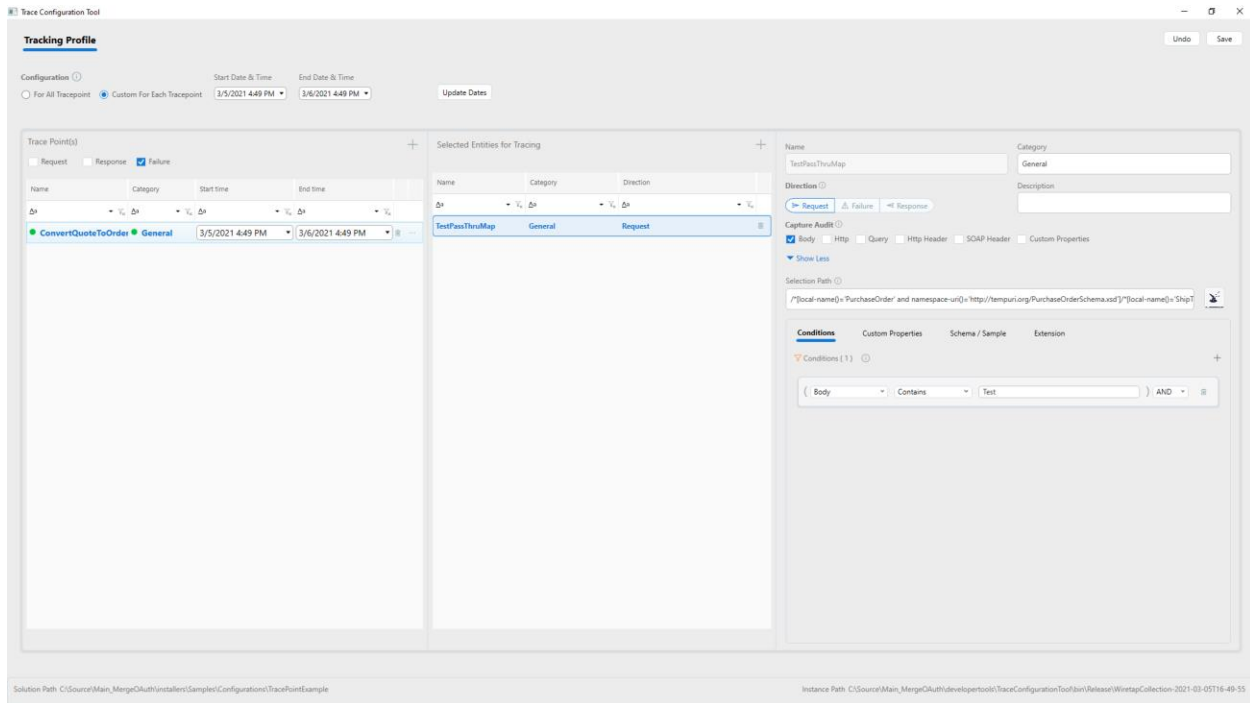 Trace Configuration Tool
Tracking Profile
Undo Save
Configuration
Start Date & Time End Date & Time
For All Tracepoint Custom For Each Tracepoint 3/5/2021 4:49 PM 3/6/2021 4:49 PM Update Dates
Trace Point(s)
Request Response Failure
Name Category Start time End time
ConvertQuoteToOrder General 3/5/2021 4:49 PM 3/6/2021 4:49 PM
Selected Entities for Tracing
Name Category Direction
TestPassThruMap General Request
Name Category
TestPassThruMap General
Direction Description
Request Failure Response
Capture Audit
Body Http Query Http Header SOAP Header Custom Properties
Show Less
Selection Path
/*[local-name()='PurchaseOrder' and namespace-uri()='http://tempuri.org/PurchaseOrderSchema.xsd']/*[local-name()='ShipT
Conditions Custom Properties Schema / Sample Extension
Conditions ( 1 )
( Body Contains Test ) AND
Solution Path C:\Source\Main_MergeOAuth\installers\Samples\Configurations\TracePointExample
Instance Path C:\Source\Main_MergeOAuth\developertools\TraceConfigurationTool\bin\Release\WiretapCollection-2021-03-05T16-49-55